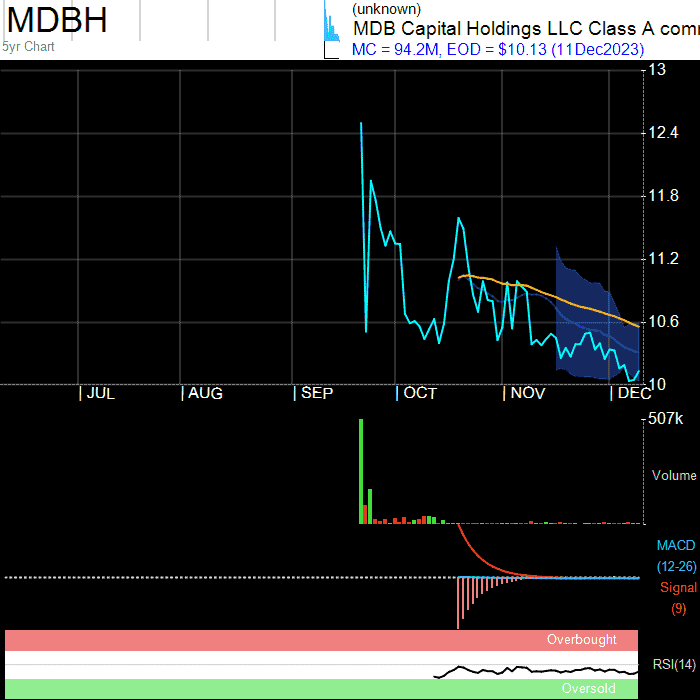 MDBH
(unknown)
MDB Capital Holdings LLC Class A comm
5yr Chart
MC = 94.2M, EOD = $10.13 (11Dec2023)
13
12.4
11.8
11.2
10.6
10
JUL
AUG
SEP
OCT
NOV
DEC
507k
Volume
MACD
(12-26)
Signal
(9)
Overbought
RSI(14)
Oversold